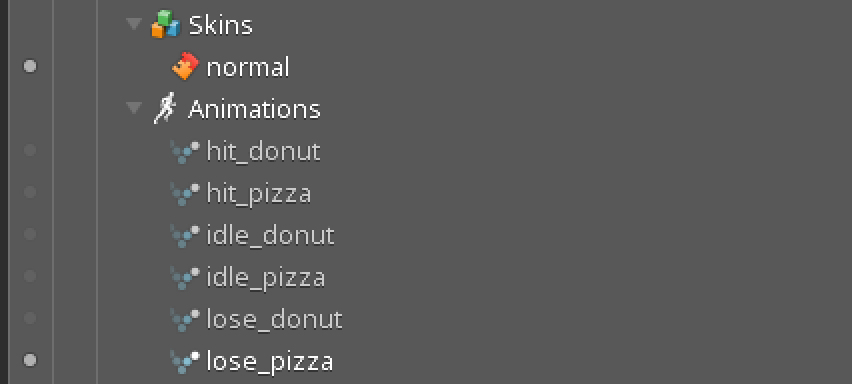 Skins
normal
Animations
hit_donut
hit_pizza
idle_donut
idle_pizza
lose_donut
lose_pizza